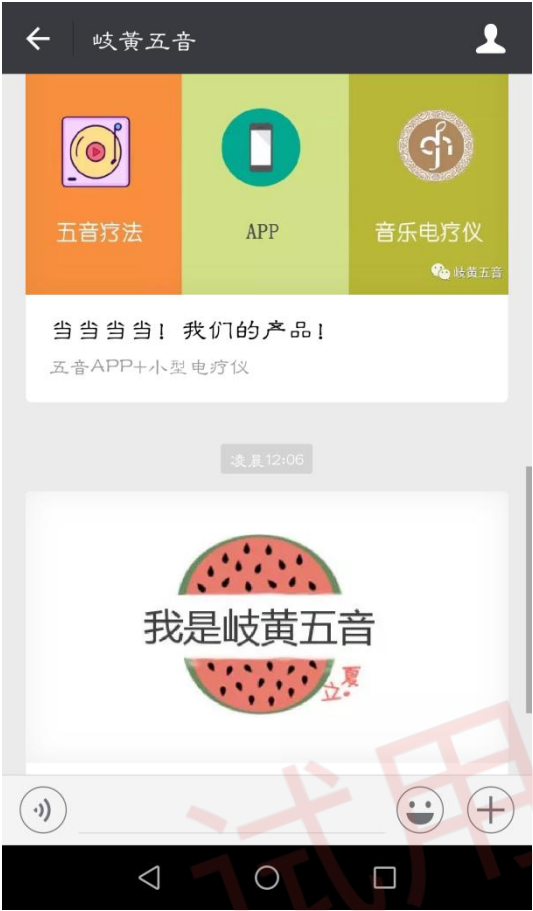 岐黄五音
五音疗法
APP
音乐电疗仪
岐黄五音
当当当当！我们的产品！
五音APP+小型电疗仪
凌晨12:06
我是岐黄五音
立夏
试用